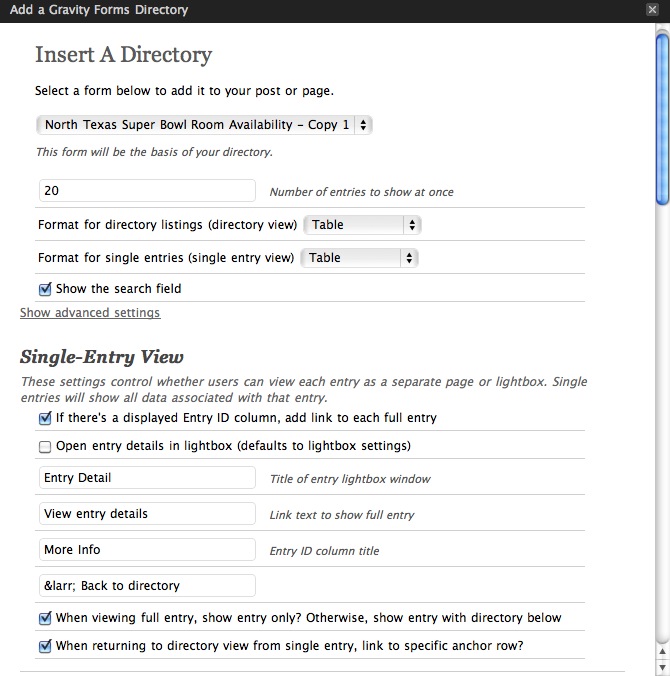 Add a Gravity Forms Directory
Insert A Directory
Select a form below to add it to your post or page.
North Texas Super Bowl Room Availability – Copy 1
This form will be the basis of your directory.
20 Number of entries to show at once
Format for directory listings (directory view) Table
Format for single entries (single entry view) Table
Show the search field
Show advanced settings
Single-Entry View
These settings control whether users can view each entry as a separate page or lightbox. Single
entries will show all data associated with that entry.
If there's a displayed Entry ID column, add link to each full entry
Open entry details in lightbox (defaults to lightbox settings)
Entry Detail Title of entry lightbox window
View entry details Link text to show full entry
More Info Entry ID column title
&larr; Back to directory
When viewing full entry, show entry only? Otherwise, show entry with directory below
When returning to directory view from single entry, link to specific anchor row?